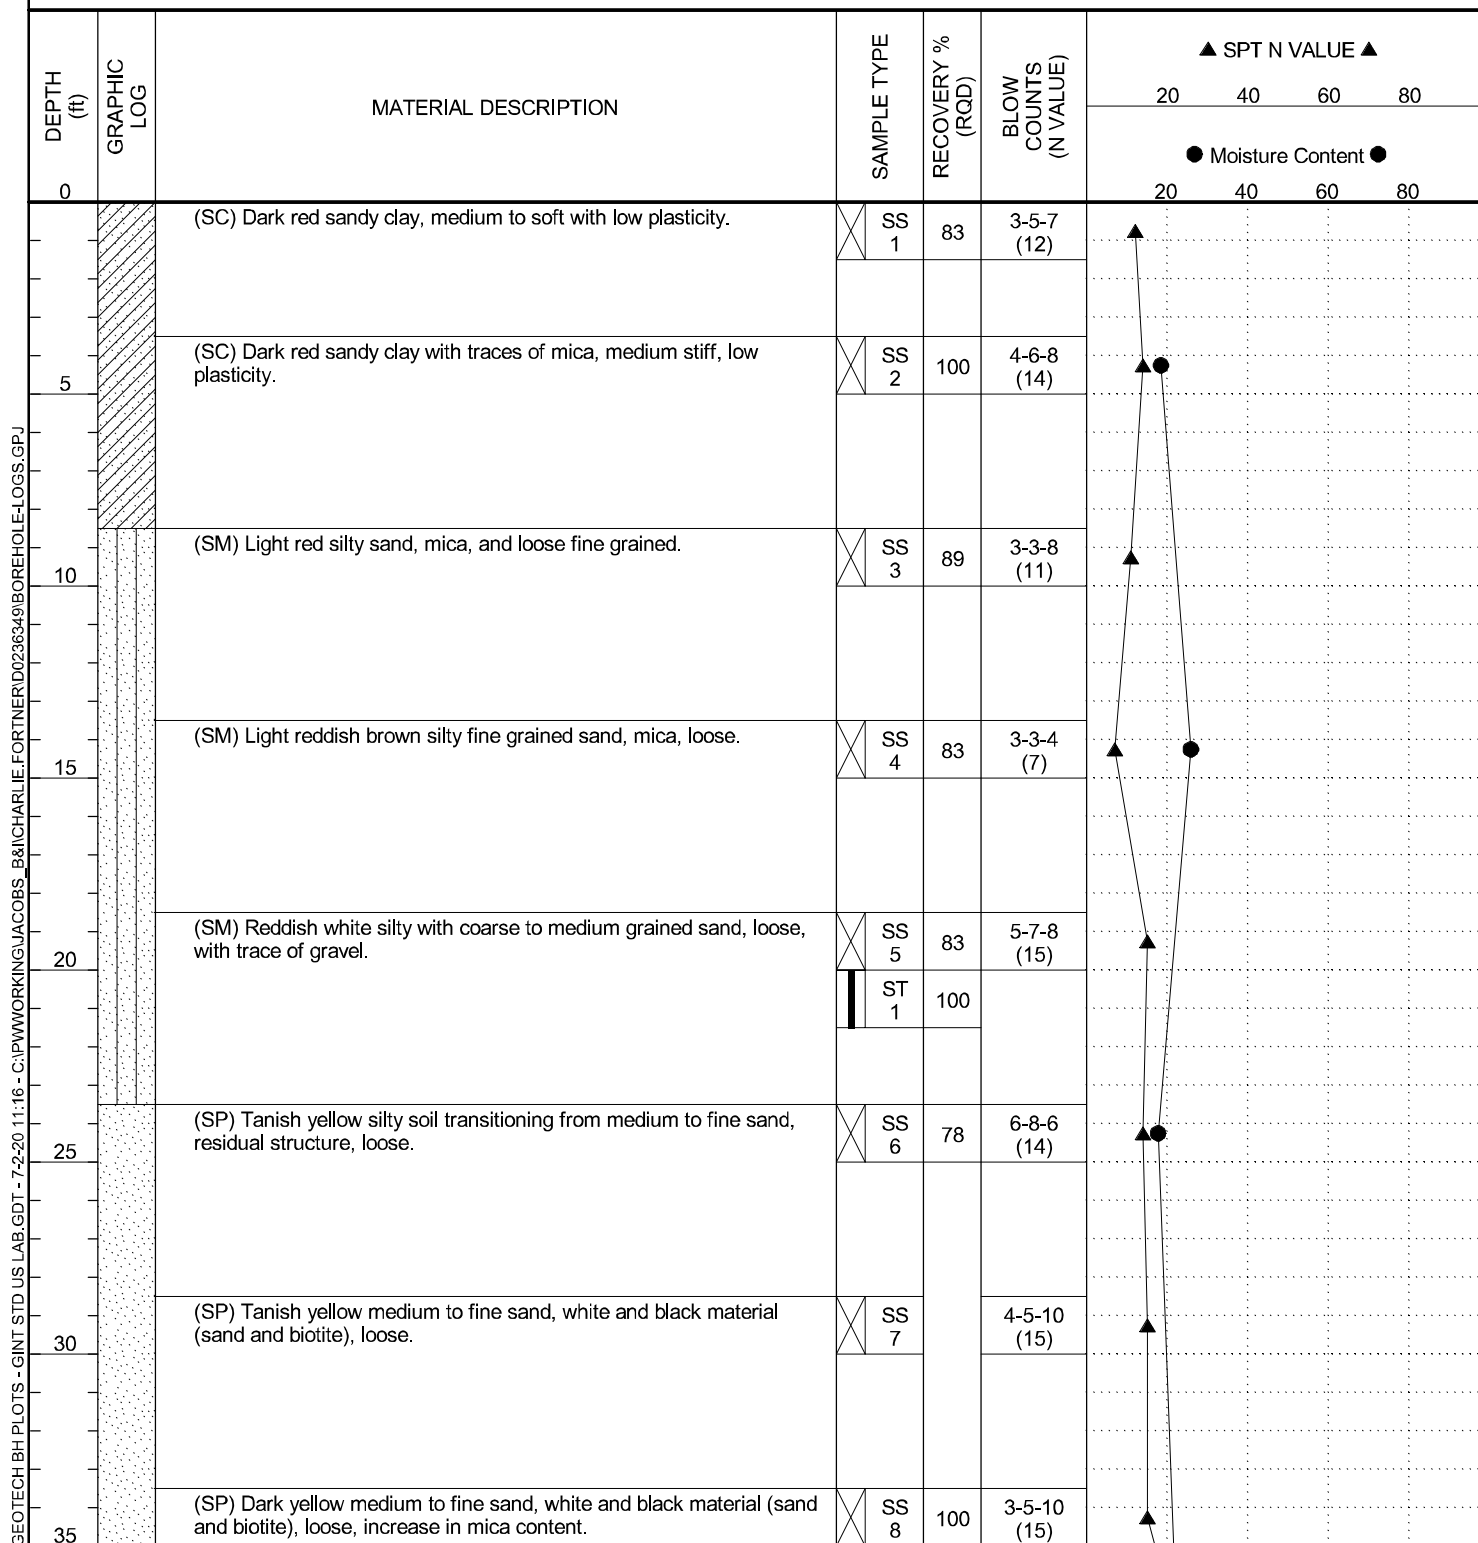 DEPTH
(ft)
GRAPHIC
LOG
MATERIAL DESCRIPTION
SAMPLE TYPE
RECOVERY %
(RQD)
BLOW
COUNTS
(N VALUE)
▲ SPT N VALUE ▲
20 40 60 80
● Moisture Content ●
20 40 60 80
0
(SC) Dark red sandy clay, medium to soft with low plasticity.
SS
1
83
3-5-7
(12)
(SC) Dark red sandy clay with traces of mica, medium stiff, low
plasticity.
SS
2
100
4-6-8
(14)
5
(SM) Light red silty sand, mica, and loose fine grained.
SS
3
89
3-3-8
(11)
10
(SM) Light reddish brown silty fine grained sand, mica, loose.
SS
4
83
3-3-4
(7)
15
(SM) Reddish white silty with coarse to medium grained sand, loose,
with trace of gravel.
SS
5
83
5-7-8
(15)
20
ST
1
100
(SP) Tanish yellow silty soil transitioning from medium to fine sand,
residual structure, loose.
SS
6
78
6-8-6
(14)
25
(SP) Tanish yellow medium to fine sand, white and black material
(sand and biotite), loose.
SS
7
4-5-10
(15)
30
(SP) Dark yellow medium to fine sand, white and black material (sand
and biotite), loose, increase in mica content.
SS
8
100
3-5-10
(15)
35
GEOTECH BH PLOTS - GINT STD US LAB.GDT - 7-2-20 11:16 - C:\PWWORKING\JACOBS_B&I\CHARLIE.FORTNER\D0236349\BOREHOLE-LOGS.GPJ